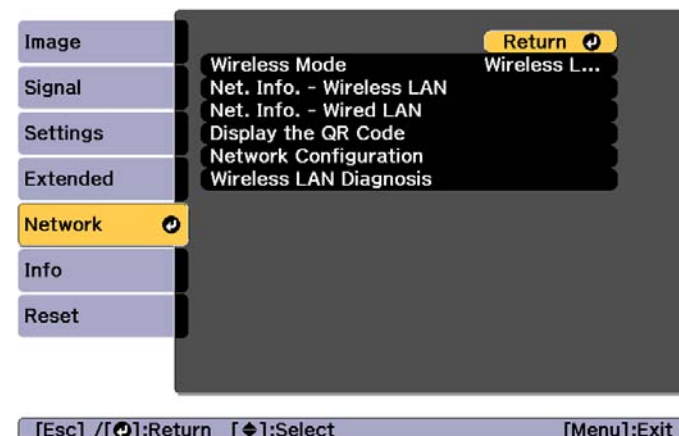 Image
Signal
Settings
Extended
Network
Info
Reset
Return
Wireless Mode Wireless L...
Net. Info. - Wireless LAN
Net. Info. - Wired LAN
Display the QR Code
Network Configuration
Wireless LAN Diagnosis
[Esc] /[⏎]:Return [◆]:Select [Menu]:Exit